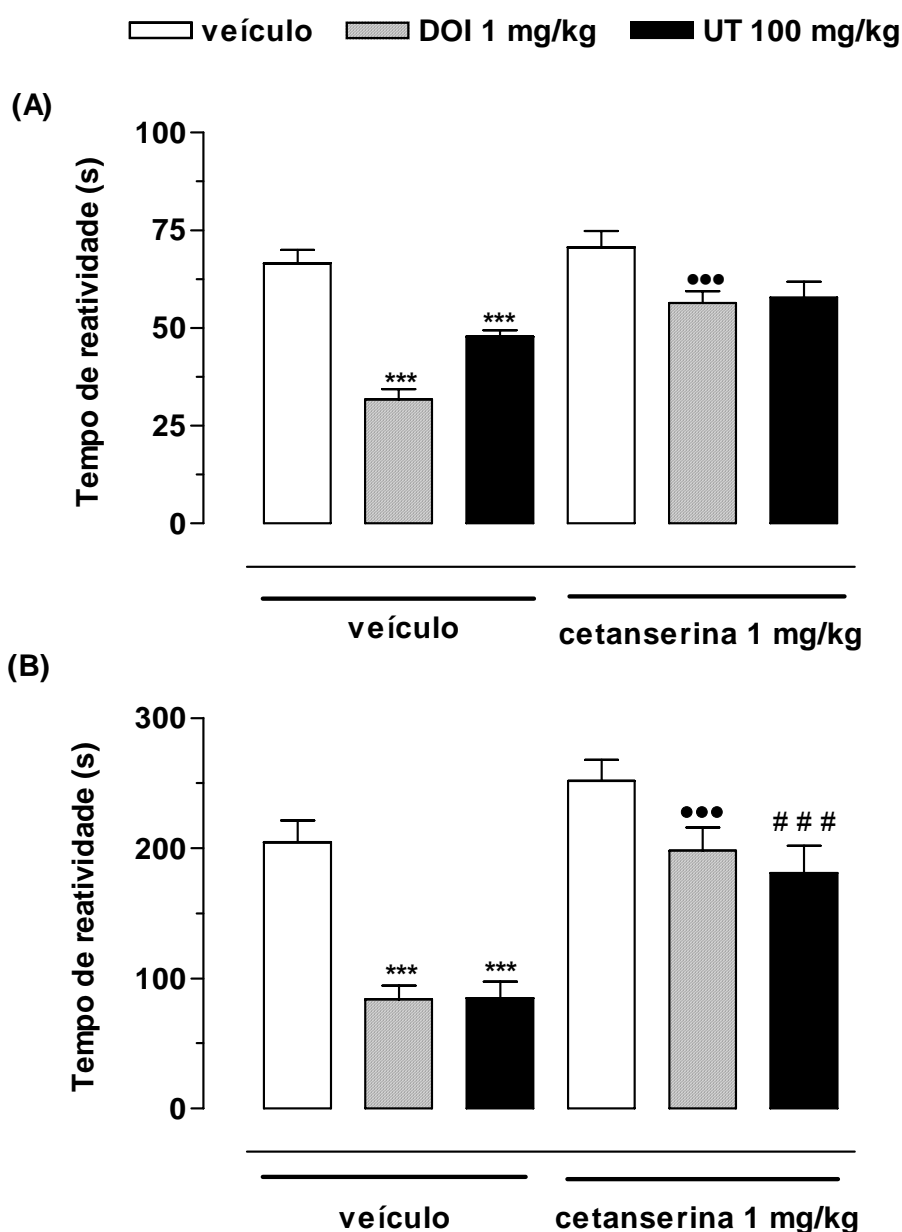 veículo DOI 1 mg/kg UT 100 mg/kg
(A)
Tempo de reatividade (s)
100
75
50
25
0
***
***
•••
veículo
cetanserina 1 mg/kg
(B)
Tempo de reatividade (s)
300
200
100
0
***
***
•••
# # #
veículo
cetanserina 1 mg/kg